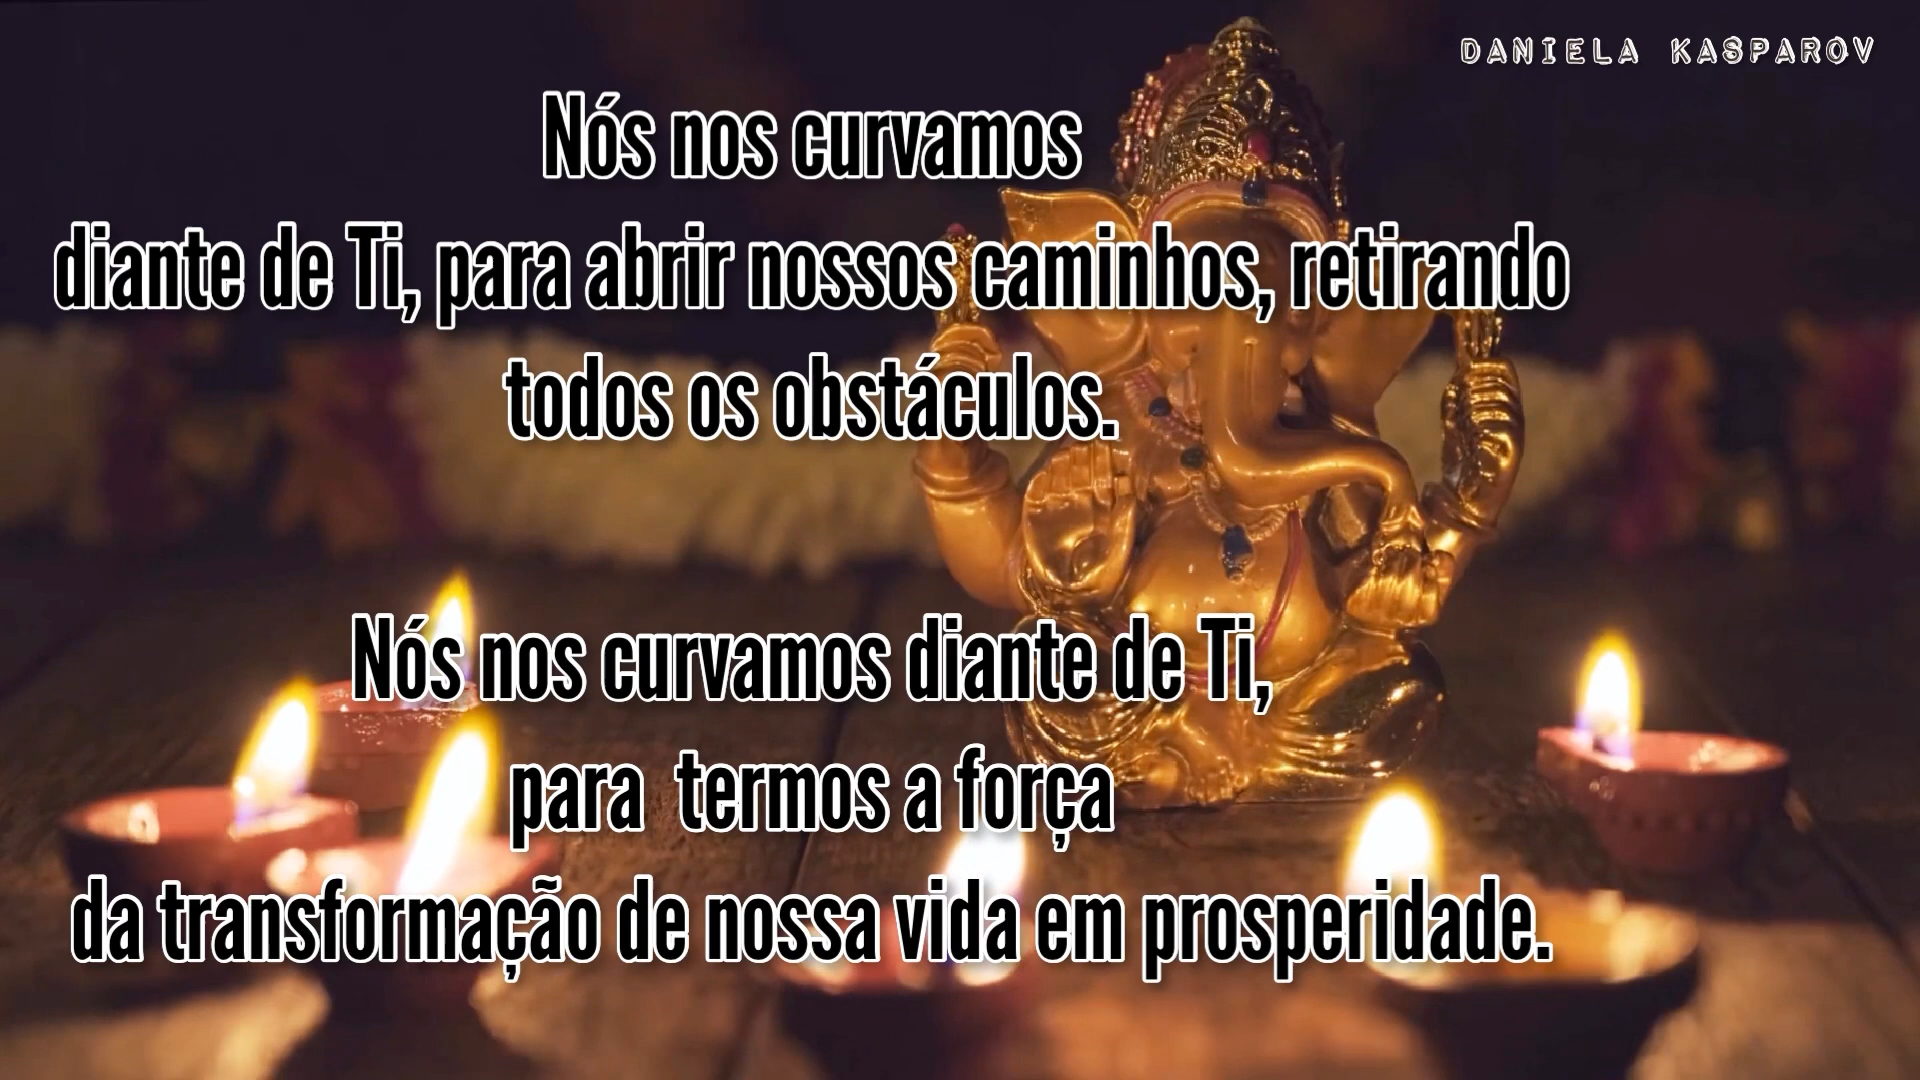 DANIELA KASPAROV
Nós nos curvamos
diante de Ti, para abrir nossos caminhos, retirando
todos os obstáculos.
Nós nos curvamos diante de Ti,
para  termos a força
da transformação de nossa vida em prosperidade.